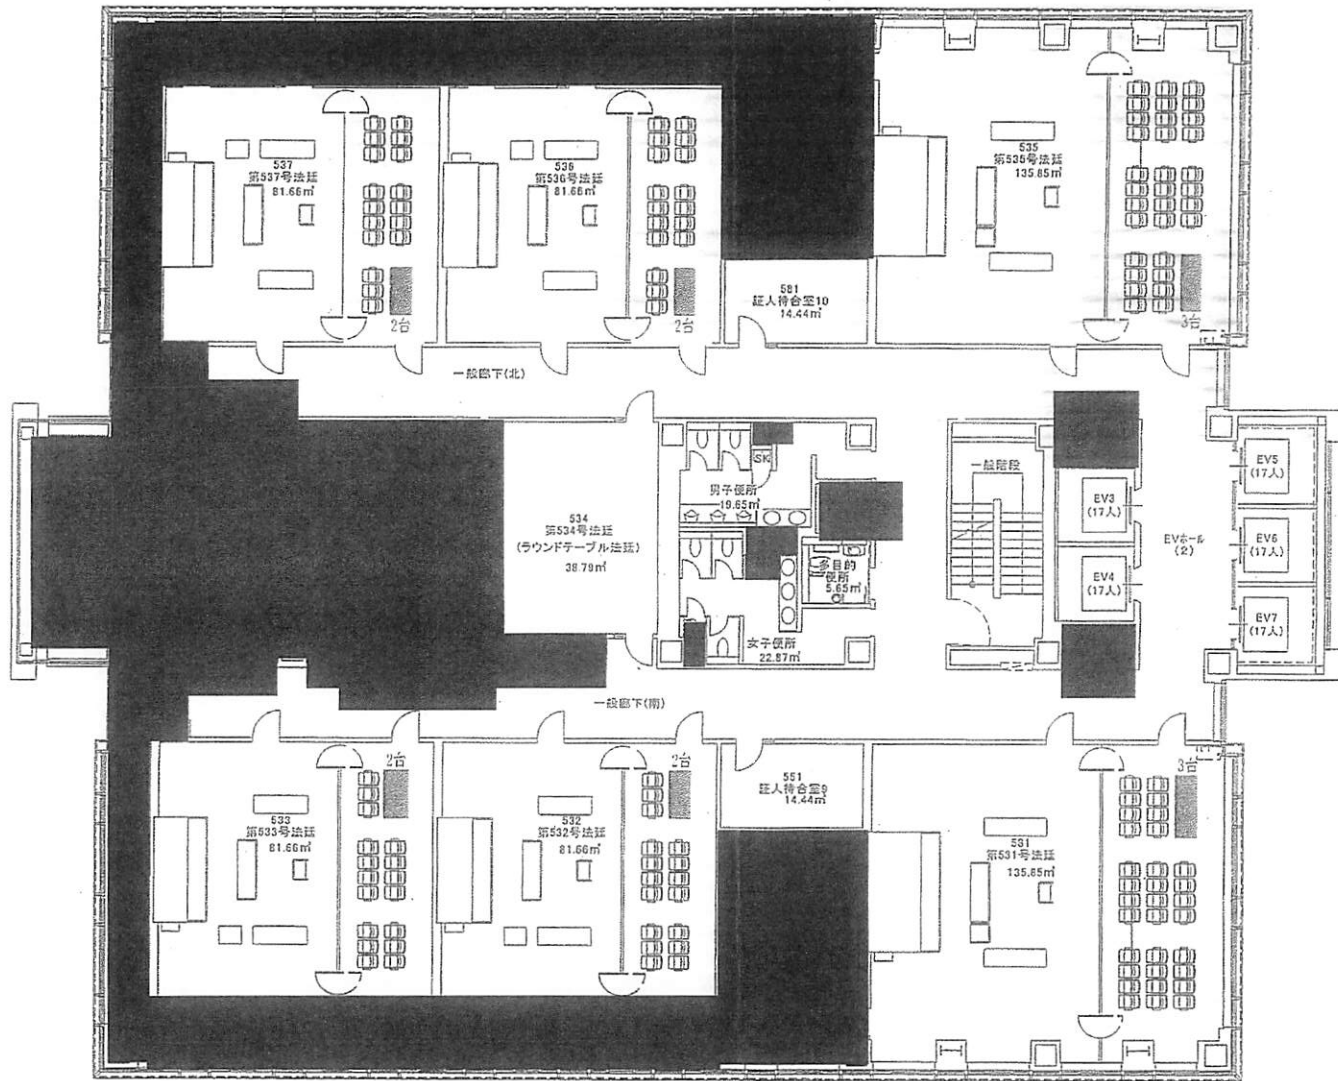 537
第537号法廷
81.66㎡
2台
536
第536号法廷
81.66㎡
2台
535
第535号法廷
135.85㎡
3台
581
証人待合室10
14.44㎡
一般廊下(北)
534
第534号法廷
(ラウンドテーブル法廷)
38.79㎡
SK
男子便所
19.65㎡
多目的
便所
5.65㎡
女子便所
22.87㎡
一般階段
EV3
(17人)
EV4
(17人)
EVホール
(2)
EV5
(17人)
EV6
(17人)
EV7
(17人)
一般廊下(南)
533
第533号法廷
81.66㎡
2台
532
第532号法廷
81.66㎡
2台
551
証人待合室9
14.44㎡
531
第531号法廷
135.85㎡
3台